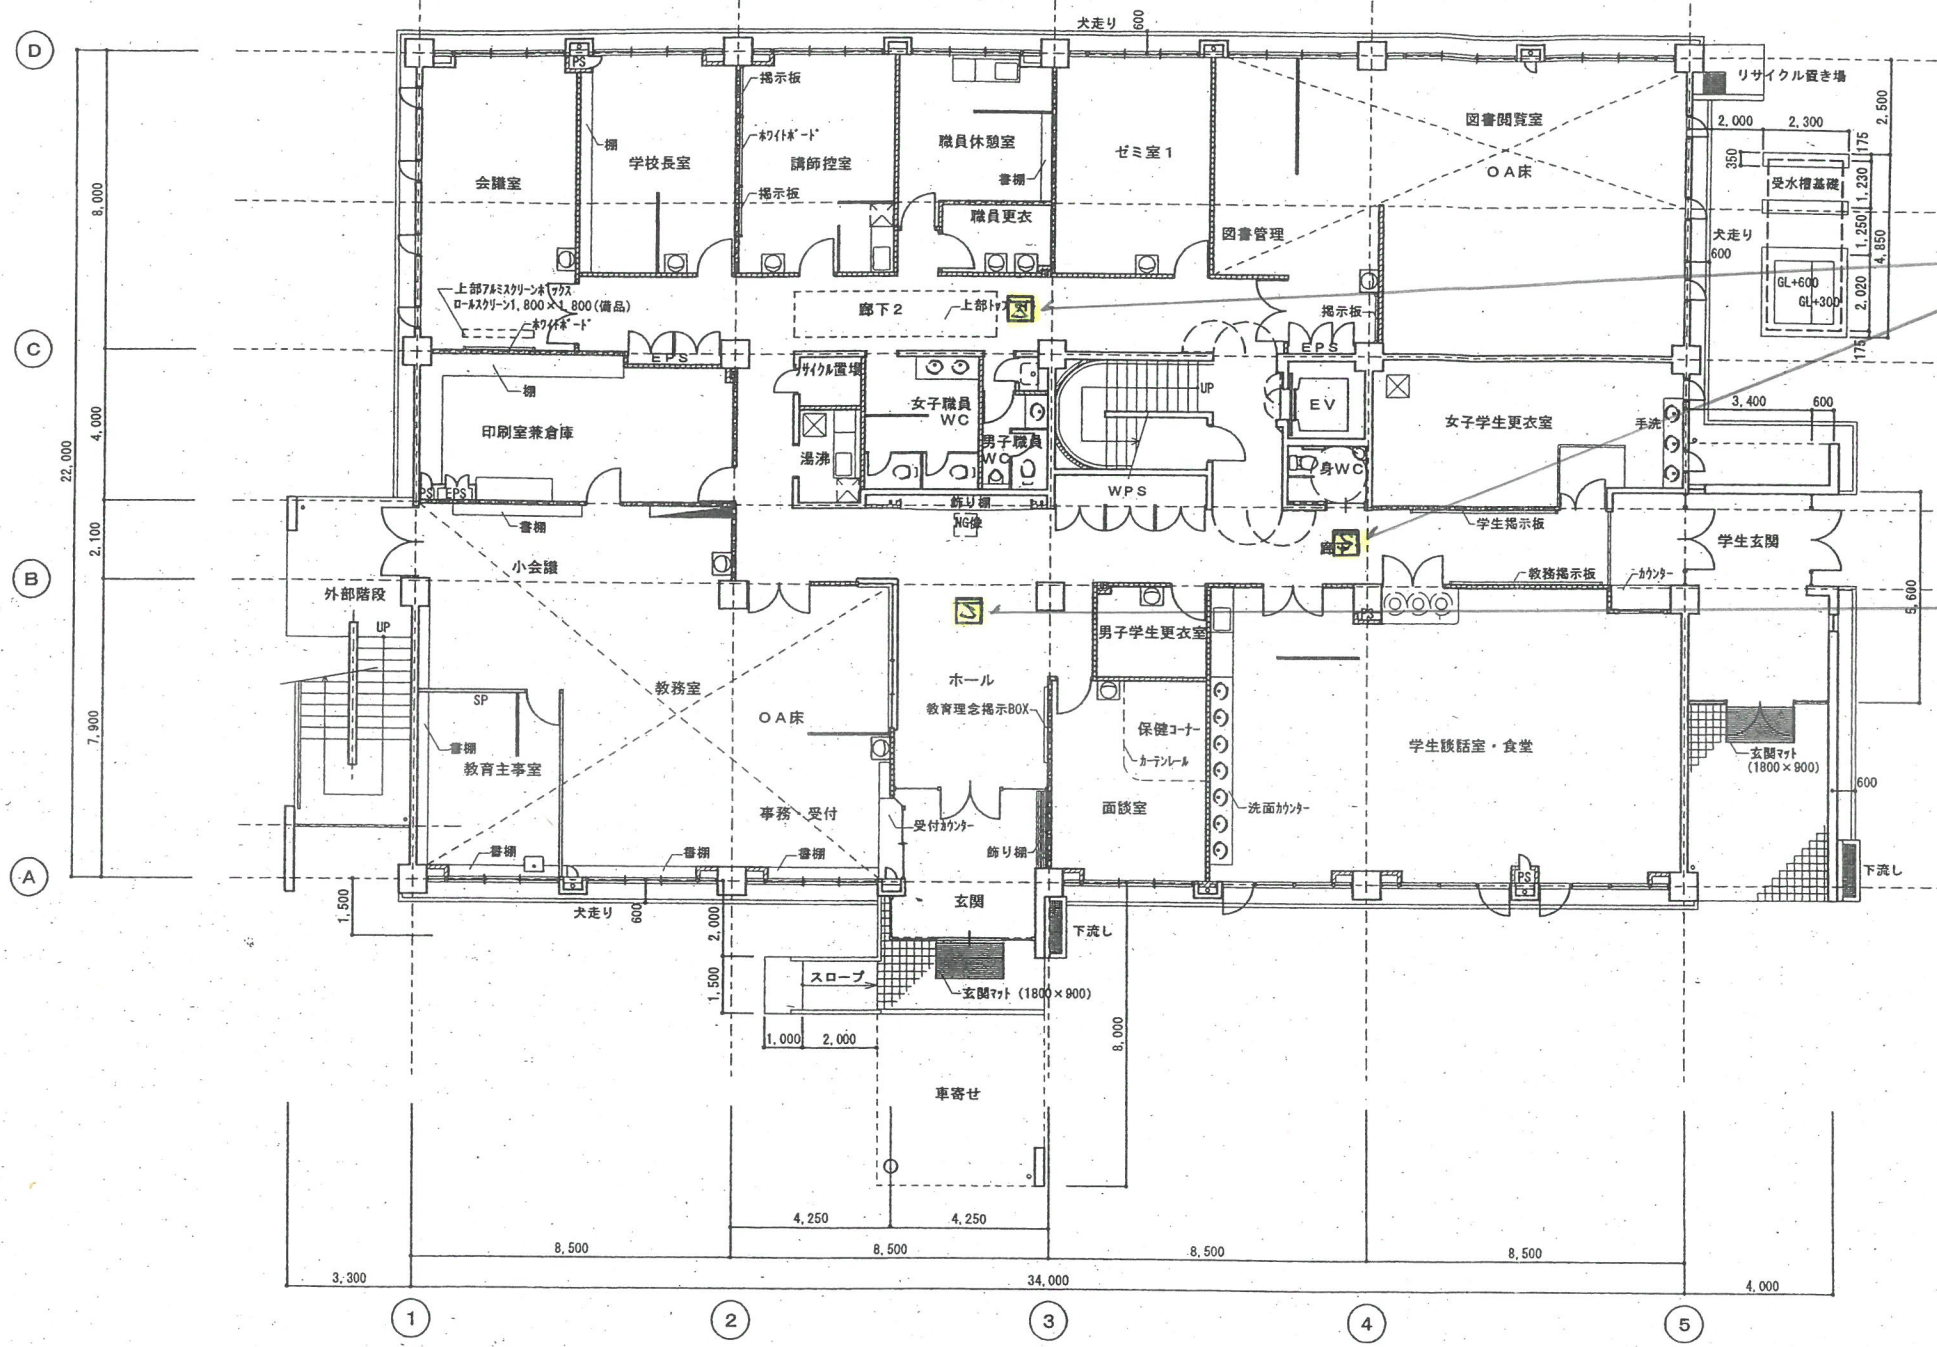 犬走り
600
D
PS
掲示板
リサイクル置き場
2,500
2,000
2,300
175
図書閲覧室
ホワイトボード
棚
学校長室
講師控室
職員休憩室
ゼミ室1
350
OA床
会議室
書棚
受水槽基礎
1,230
8,000
掲示板
職員更衣
図書管理
犬走り
1,250
4,850
600
上部アルミスクリーンボックス
ロールスクリーン1,800×1,800(備品)
GL+600
2,020
GL+300
廊下2
掲示板
ホワイトボード
C
EPS
EPS
175
リサイクル置場
UP
棚
EV
女子職員
WC
3,400
600
4,000
印刷室兼倉庫
女子学生更衣室
手洗
男子職員
WC
湯沸
身WC
22,000
PS
EPS
WPS
飾り棚
NG像
書棚
学生掲示板
2,100
学生玄関
小会議
教務掲示板
カウンター
B
外部階段
5,600
UP
男子学生更衣室
ホール
教務室
SP
教育理念掲示BOX
OA床
保健コーナー
書棚
カーテンレール
学生談話室・食堂
玄関マット
(1800×900)
教育主事室
7,900
600
面談室
洗面カウンター
事務・受付
受付カウンター
飾り棚
書棚
書棚
書棚
A
PS
下流し
玄関
犬走り
600
1,500
2,000
下流し
スロープ
1,500
玄関マット (1800×900)
1,000
2,000
8,000
車寄せ
4,250
4,250
8,500
8,500
8,500
8,500
3,300
34,000
4,000
1
2
3
4
5